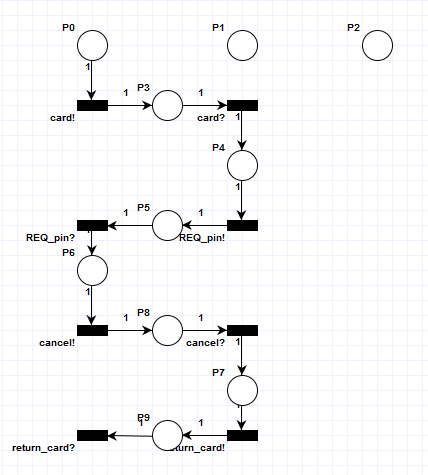 P0 P1 P2
1
P3
1 1
card! card?
1
P4
1
P5
1 1
REQ_pin? REQ_pin!
P6
1
P8
1 1
cancel! cancel?
1
P7
P9
1 1
return_card? return_card!